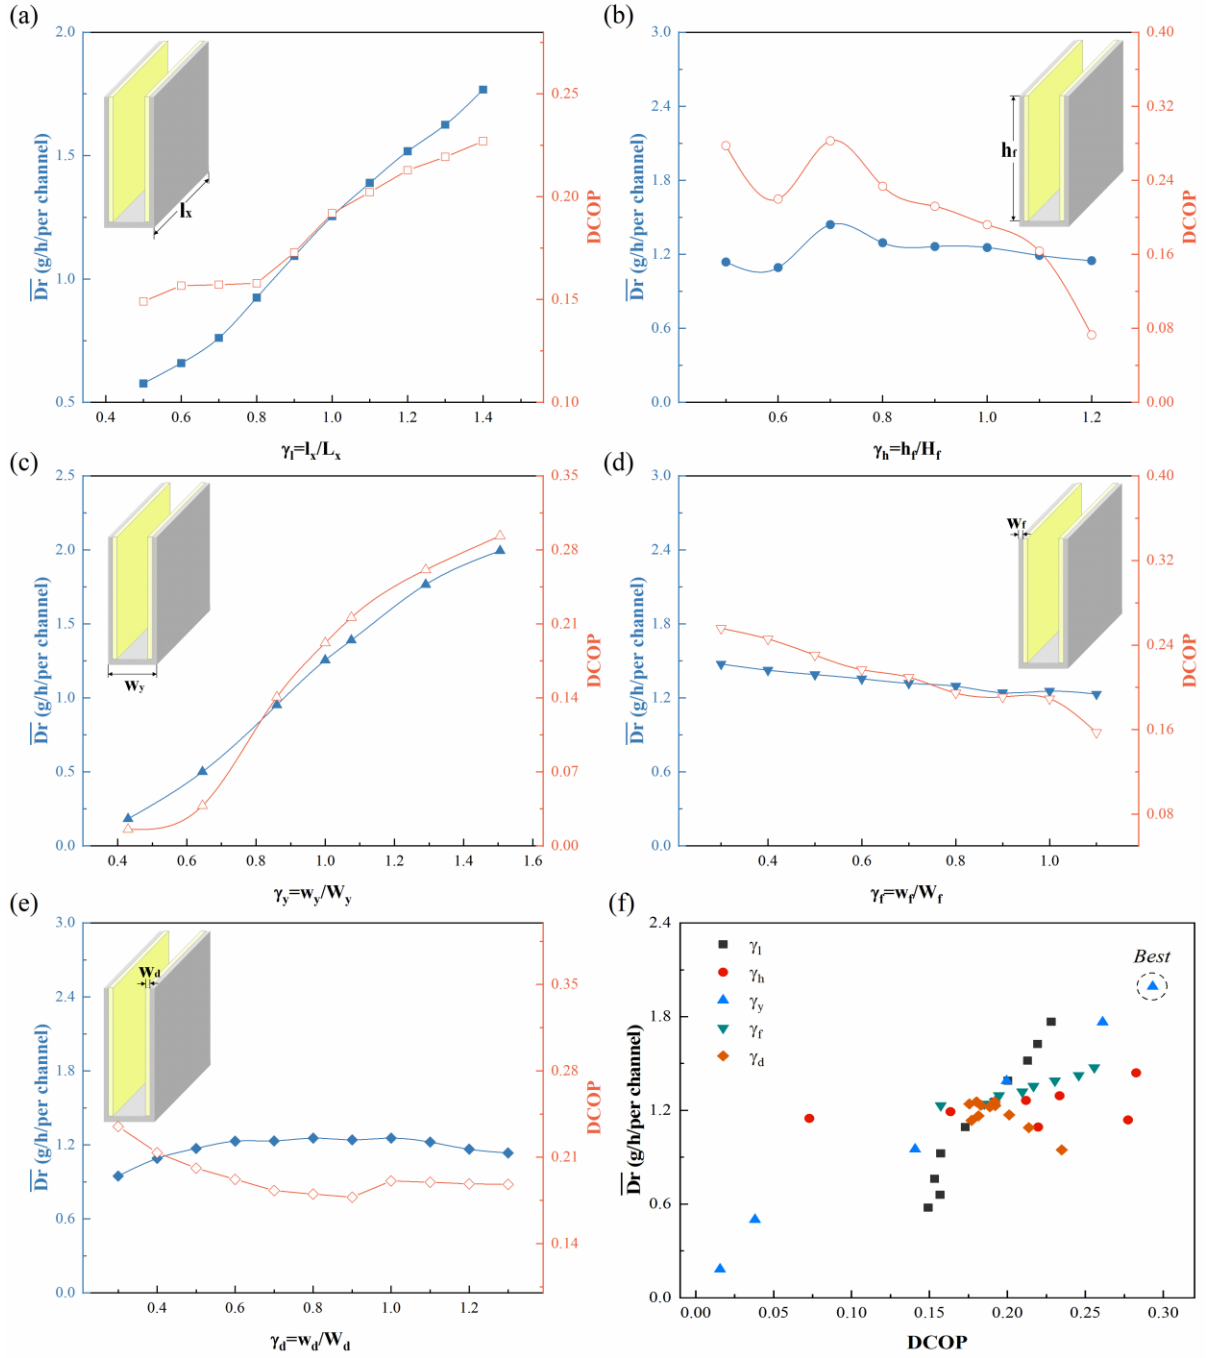 (a)
2.0
1.5
1.0
0.5
Dr (g/h/per channel)
lx
0.25
0.20
0.15
0.10
DCOP
0.4 0.6 0.8 1.0 1.2 1.4
γl=lx/Lx
(b)
3.0
2.4
1.8
1.2
0.6
0.0
Dr (g/h/per channel)
hf
0.40
0.32
0.24
0.16
0.08
0.00
DCOP
0.6 0.8 1.0 1.2
γh=hf/Hf
(c)
2.5
2.0
1.5
1.0
0.5
0.0
Dr (g/h/per channel)
wy
0.35
0.28
0.21
0.14
0.07
0.00
DCOP
0.4 0.6 0.8 1.0 1.2 1.4 1.6
γy=wy/Wy
(d)
3.0
2.4
1.8
1.2
0.6
0.0
Dr (g/h/per channel)
wf
0.40
0.32
0.24
0.16
0.08
DCOP
0.4 0.6 0.8 1.0
γf=wf/Wf
(e)
3.0
2.4
1.8
1.2
0.6
0.0
Dr (g/h/per channel)
wd
0.35
0.28
0.21
0.14
DCOP
0.4 0.6 0.8 1.0 1.2
γd=wd/Wd
(f)
2.4
1.8
1.2
0.6
0.0
Dr (g/h/per channel)
γl
γh
γy
γf
γd
Best
0.00 0.05 0.10 0.15 0.20 0.25 0.30
DCOP